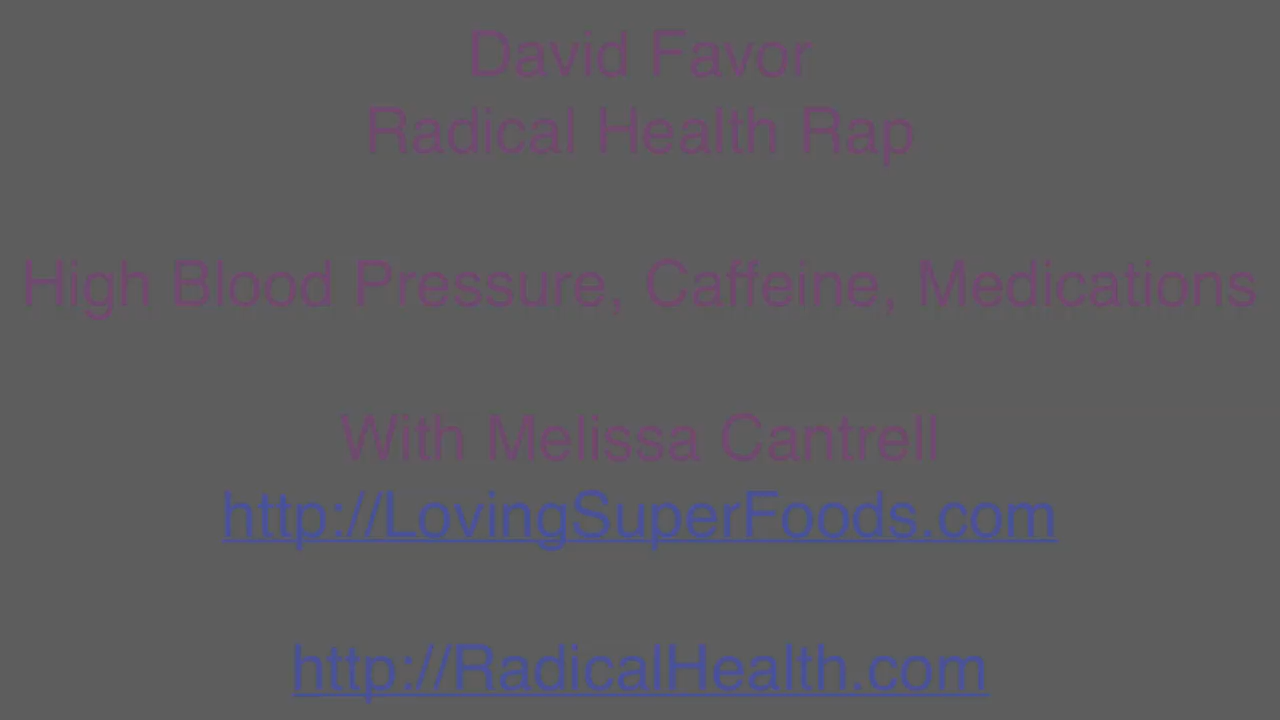 David Favor
Radical Health Rap
High Blood Pressure, Caffeine, Medications
With Melissa Cantrell
http://LovingSuperFoods.com
http://RadicalHealth.com